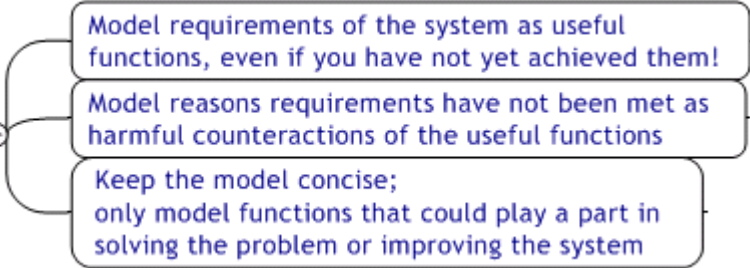 Model requirements of the system as useful
functions, even if you have not yet achieved them!
Model reasons requirements have not been met as
harmful counteractions of the useful functions
Keep the model concise;
only model functions that could play a part in
solving the problem or improving the system